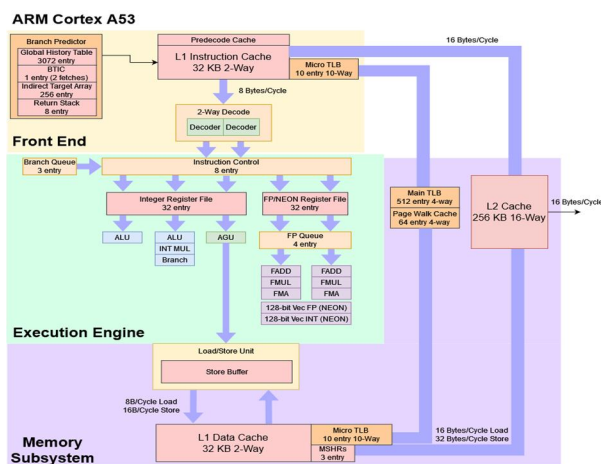 ARM Cortex A53
Branch Predictor
Global History Table
3072 entry
BTIC
1 entry (2 fetches)
Indirect Target Array
256 entry
Return Stack
8 entry
Predecode Cache
L1 Instruction Cache
32 KB 2-Way
Micro TLB
10 entry 10-Way
16 Bytes/Cycle
8 Bytes/Cycle
2-Way Decode
Decoder
Decoder
Front End
Branch Queue
3 entry
Instruction Control
8 entry
Integer Register File
32 entry
FP/NEON Register File
32 entry
Main TLB
512 entry 4-way
Page Walk Cache
64 entry 4-way
L2 Cache
256 KB 16-Way
16 Bytes/Cycle
ALU
ALU
INT MUL
Branch
AGU
FP Queue
4 entry
FADD
FMUL
FMA
FADD
FMUL
FMA
128-bit Vec FP (NEON)
128-bit Vec INT (NEON)
Execution Engine
Load/Store Unit
Store Buffer
8B/Cycle Load
16B/Cycle Store
L1 Data Cache
32 KB 2-Way
Micro TLB
10 entry 10-Way
MSHRs
3 entry
16 Bytes/Cycle Load
32 Bytes/Cycle Store
Memory
Subsystem